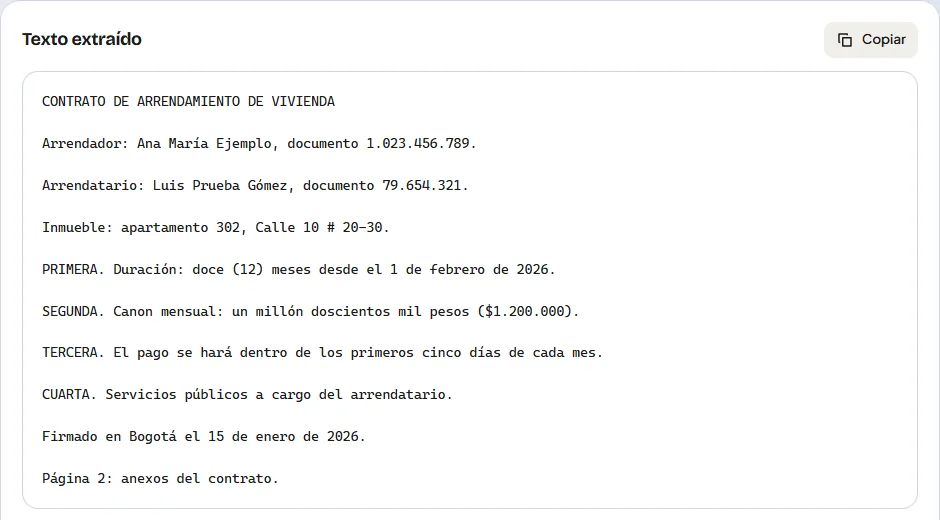 Texto extraído
Copiar
CONTRATO DE ARRENDAMIENTO DE VIVIENDA
Arrendador: Ana María Ejemplo, documento 1.023.456.789.
Arrendatario: Luis Prueba Gómez, documento 79.654.321.
Inmueble: apartamento 302, Calle 10 # 20-30.
PRIMERA. Duración: doce (12) meses desde el 1 de febrero de 2026.
SEGUNDA. Canon mensual: un millón doscientos mil pesos ($1.200.000).
TERCERA. El pago se hará dentro de los primeros cinco días de cada mes.
CUARTA. Servicios públicos a cargo del arrendatario.
Firmado en Bogotá el 15 de enero de 2026.
Página 2: anexos del contrato.